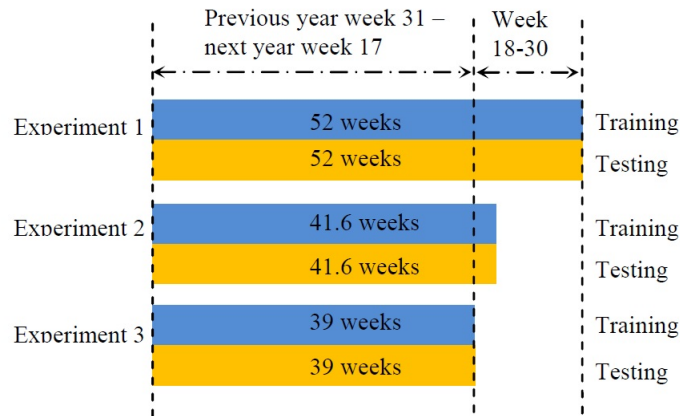 Previous year week 31 –
next year week 17
Week
18-30
Experiment 1
52 weeks
Training
52 weeks
Testing
Experiment 2
41.6 weeks
Training
41.6 weeks
Testing
Experiment 3
39 weeks
Training
39 weeks
Testing